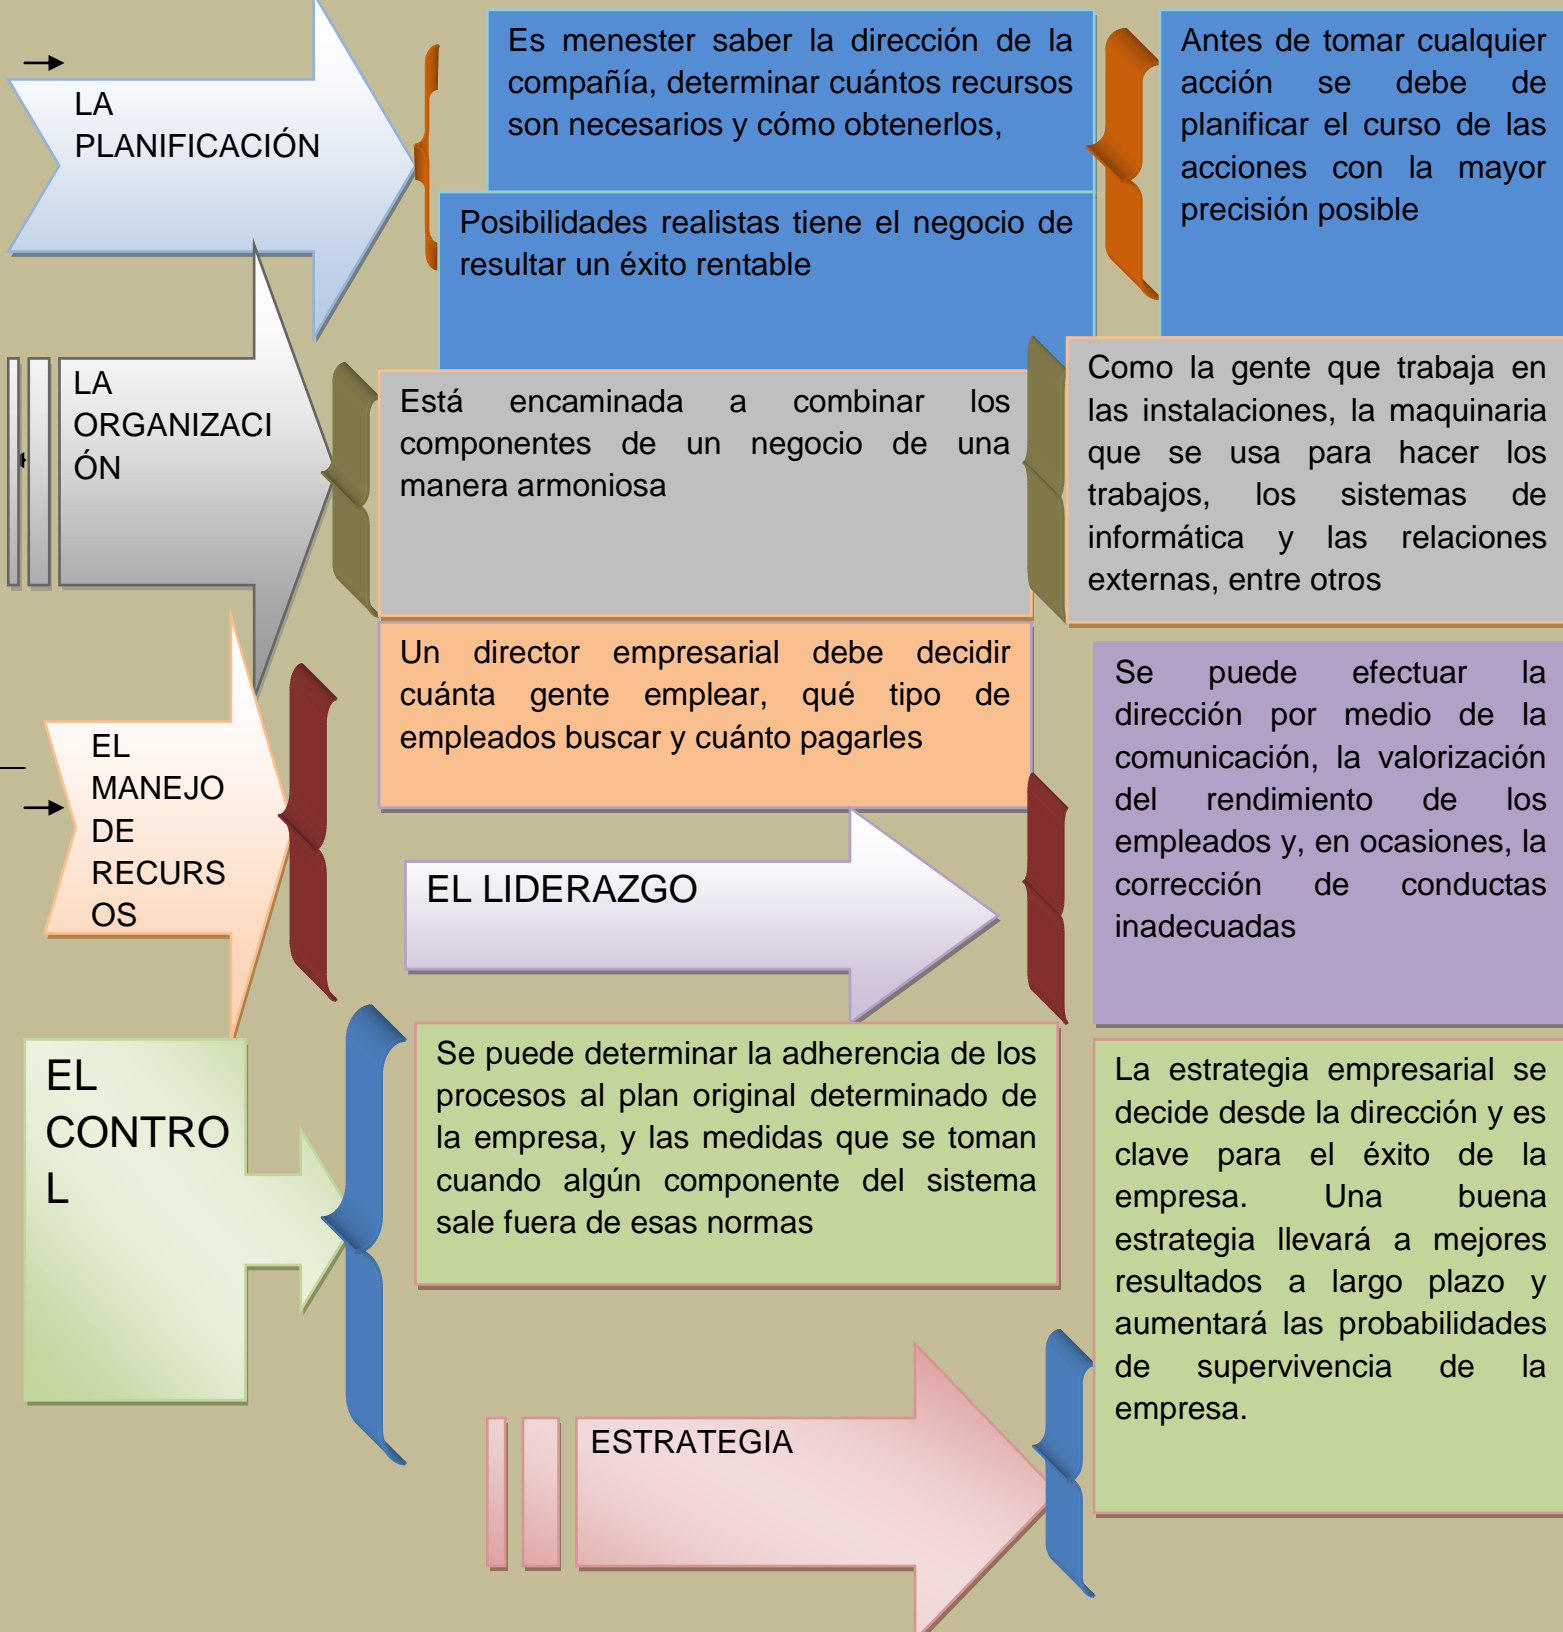 LA
PLANIFICACIÓN
Es menester saber la dirección de la
compañía, determinar cuántos recursos
son necesarios y cómo obtenerlos,
Posibilidades realistas tiene el negocio de
resultar un éxito rentable
Antes de tomar cualquier
acción se debe de
planificar el curso de las
acciones con la mayor
precisión posible
LA
ORGANIZACI
ÓN
Está encaminada a combinar los
componentes de un negocio de una
manera armoniosa
Como la gente que trabaja en
las instalaciones, la maquinaria
que se usa para hacer los
trabajos, los sistemas de
informática y las relaciones
externas, entre otros
EL
MANEJO
DE
RECURS
OS
Un director empresarial debe decidir
cuánta gente emplear, qué tipo de
empleados buscar y cuánto pagarles
EL LIDERAZGO
Se puede efectuar la
dirección por medio de la
comunicación, la valorización
del rendimiento de los
empleados y, en ocasiones, la
corrección de conductas
inadecuadas
EL
CONTRO
L
Se puede determinar la adherencia de los
procesos al plan original determinado de
la empresa, y las medidas que se toman
cuando algún componente del sistema
sale fuera de esas normas
ESTRATEGIA
La estrategia empresarial se
decide desde la dirección y es
clave para el éxito de la
empresa. Una buena
estrategia llevará a mejores
resultados a largo plazo y
aumentará las probabilidades
de supervivencia de la
empresa.